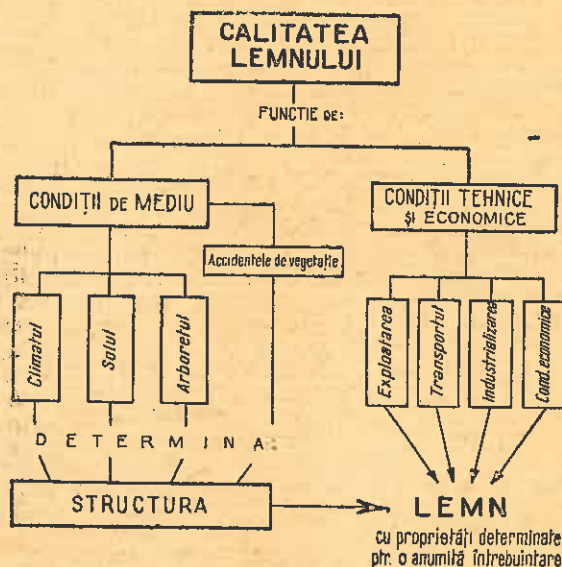 CALITATEA
LEMNULUI
FUNCTIE DE:
CONDIȚII DE MEDIU
CONDIȚII TEHNICE
ȘI ECONOMICE
Accidentele de vegetație
Climatul
Solul
Arboretul
Exploatarea
Transportul
Industrializarea
Cond. economice
DETERMINA
STRUCTURA
LEMN
cu proprietăți determinate
ptr. o anumită întrebuințare